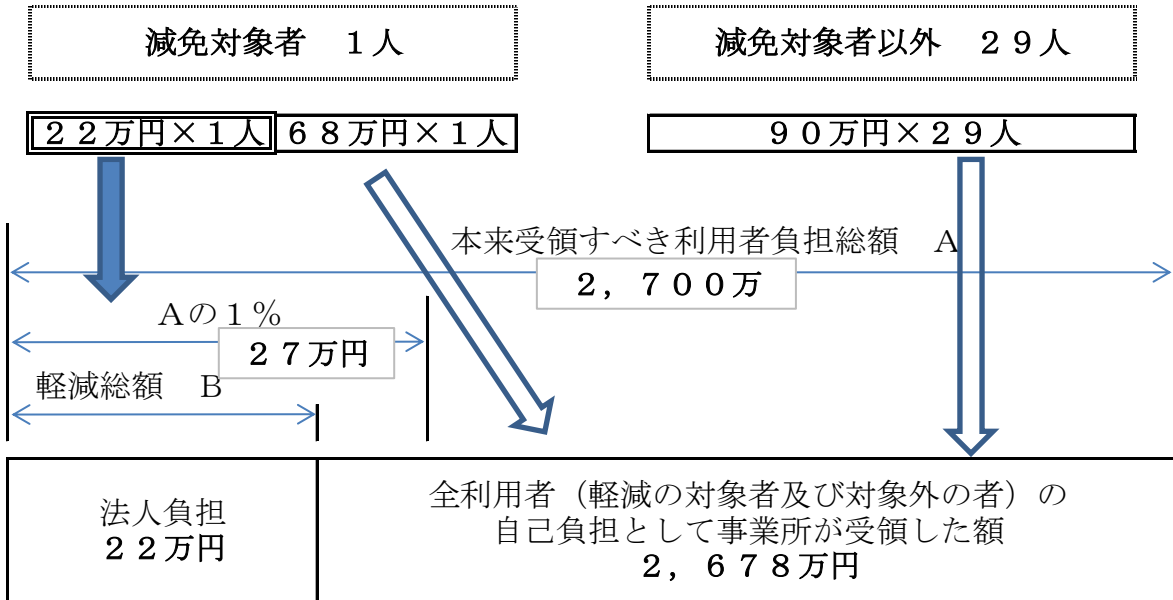 減免対象者　１人
減免対象者以外　２９人
２２万円×１人
６８万円×１人
９０万円×２９人
本来受領すべき利用者負担総額　Ａ
２，７００万
Ａの１％
２７万円
軽減総額　Ｂ
法人負担
２２万円
全利用者（軽減の対象者及び対象外の者）の
自己負担として事業所が受領した額
２，６７８万円